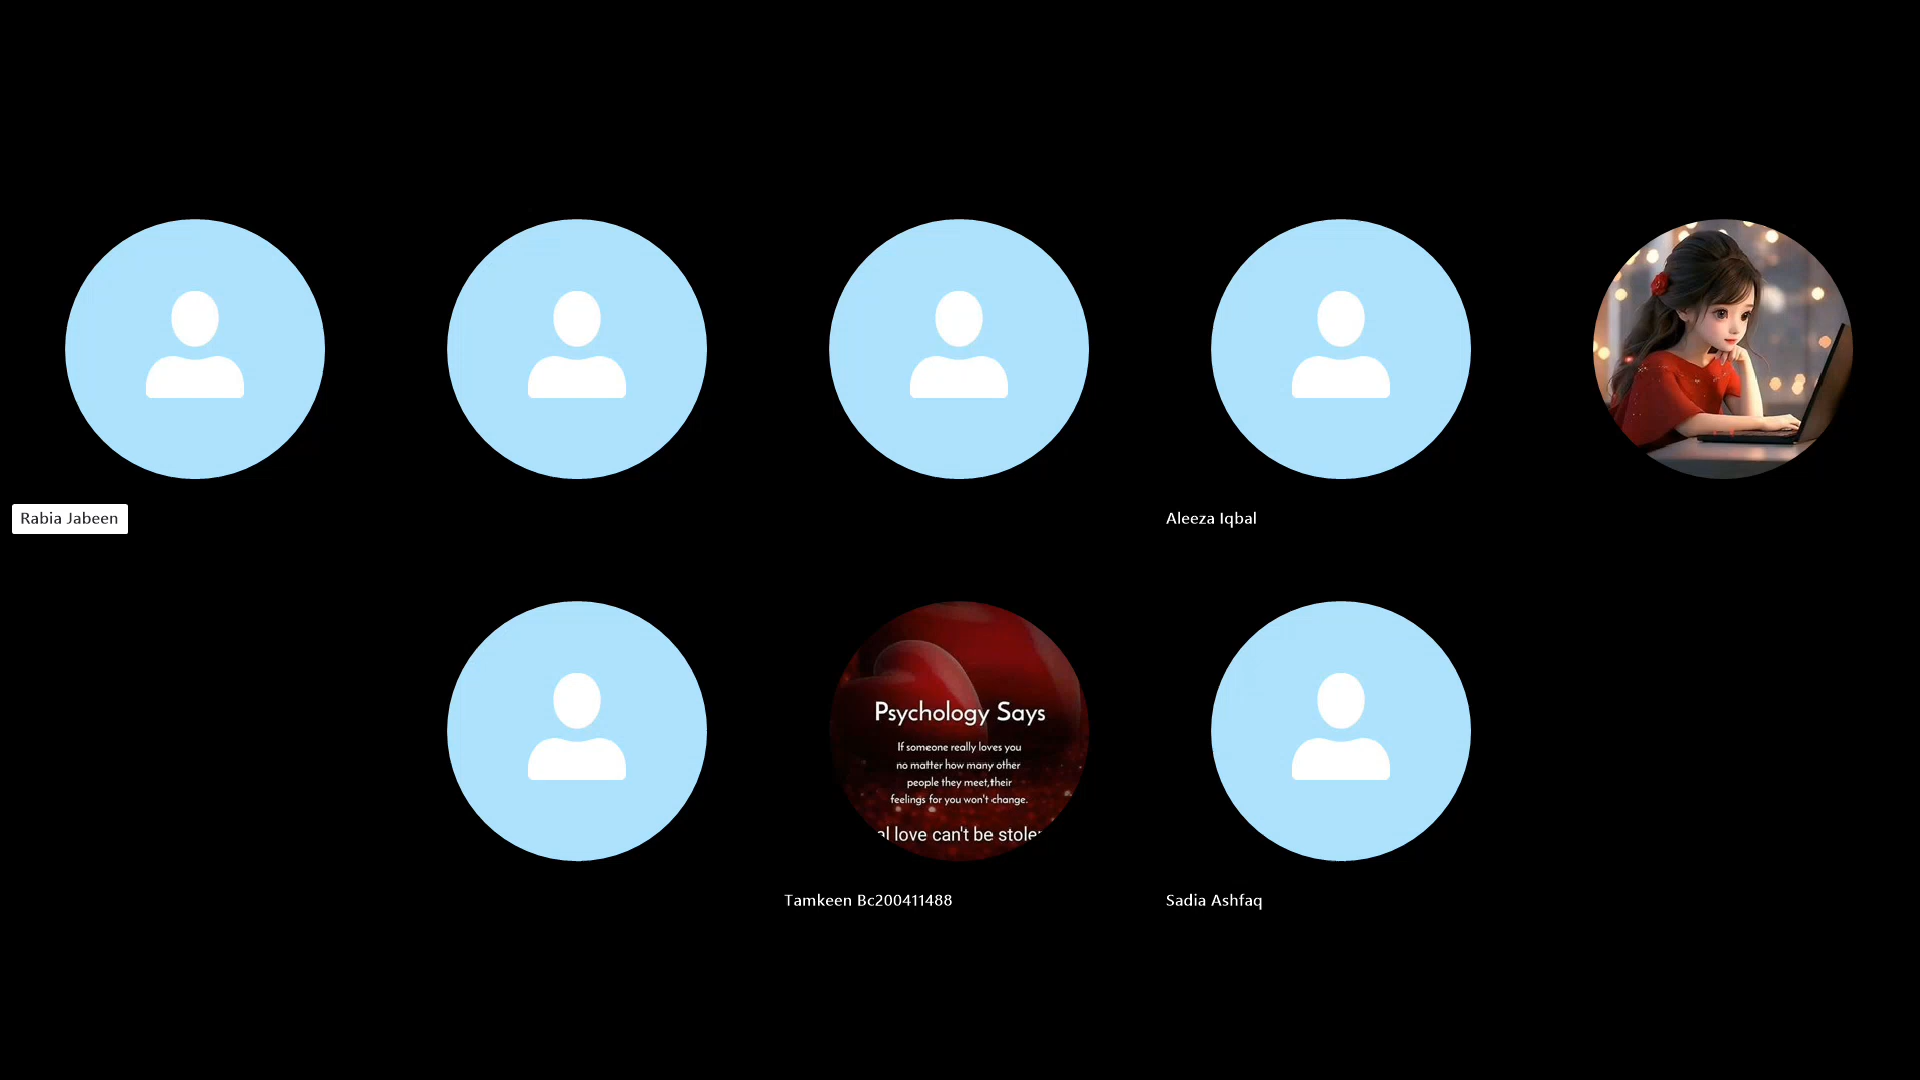 Rabia Jabeen
Aleeza Iqbal
Psychology Says
If someone really loves you
no matter how many other
people they meet,their
feelings for you won't change.
love can't be
Tamkeen Bc200411488
Sadia Ashfaq